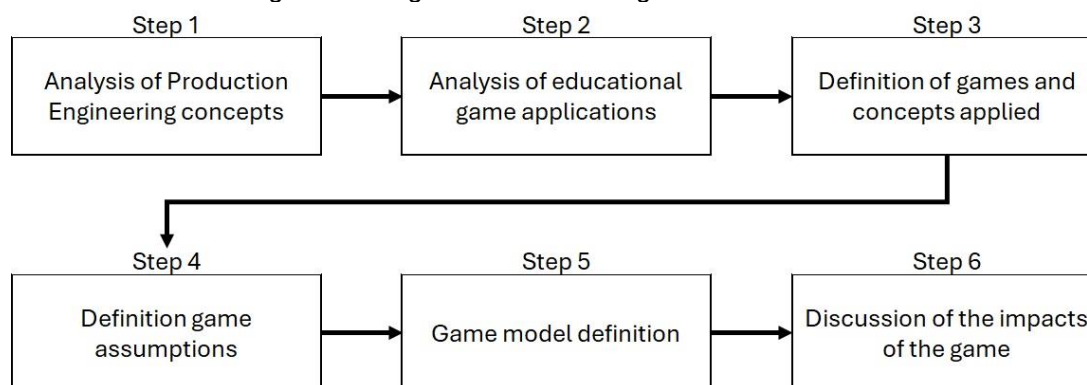 Step 1
Analysis of Production
Engineering concepts
Step 2
Analysis of educational
game applications
Step 3
Definition of games and
concepts applied
Step 4
Definition game
assumptions
Step 5
Game model definition
Step 6
Discussion of the impacts
of the game